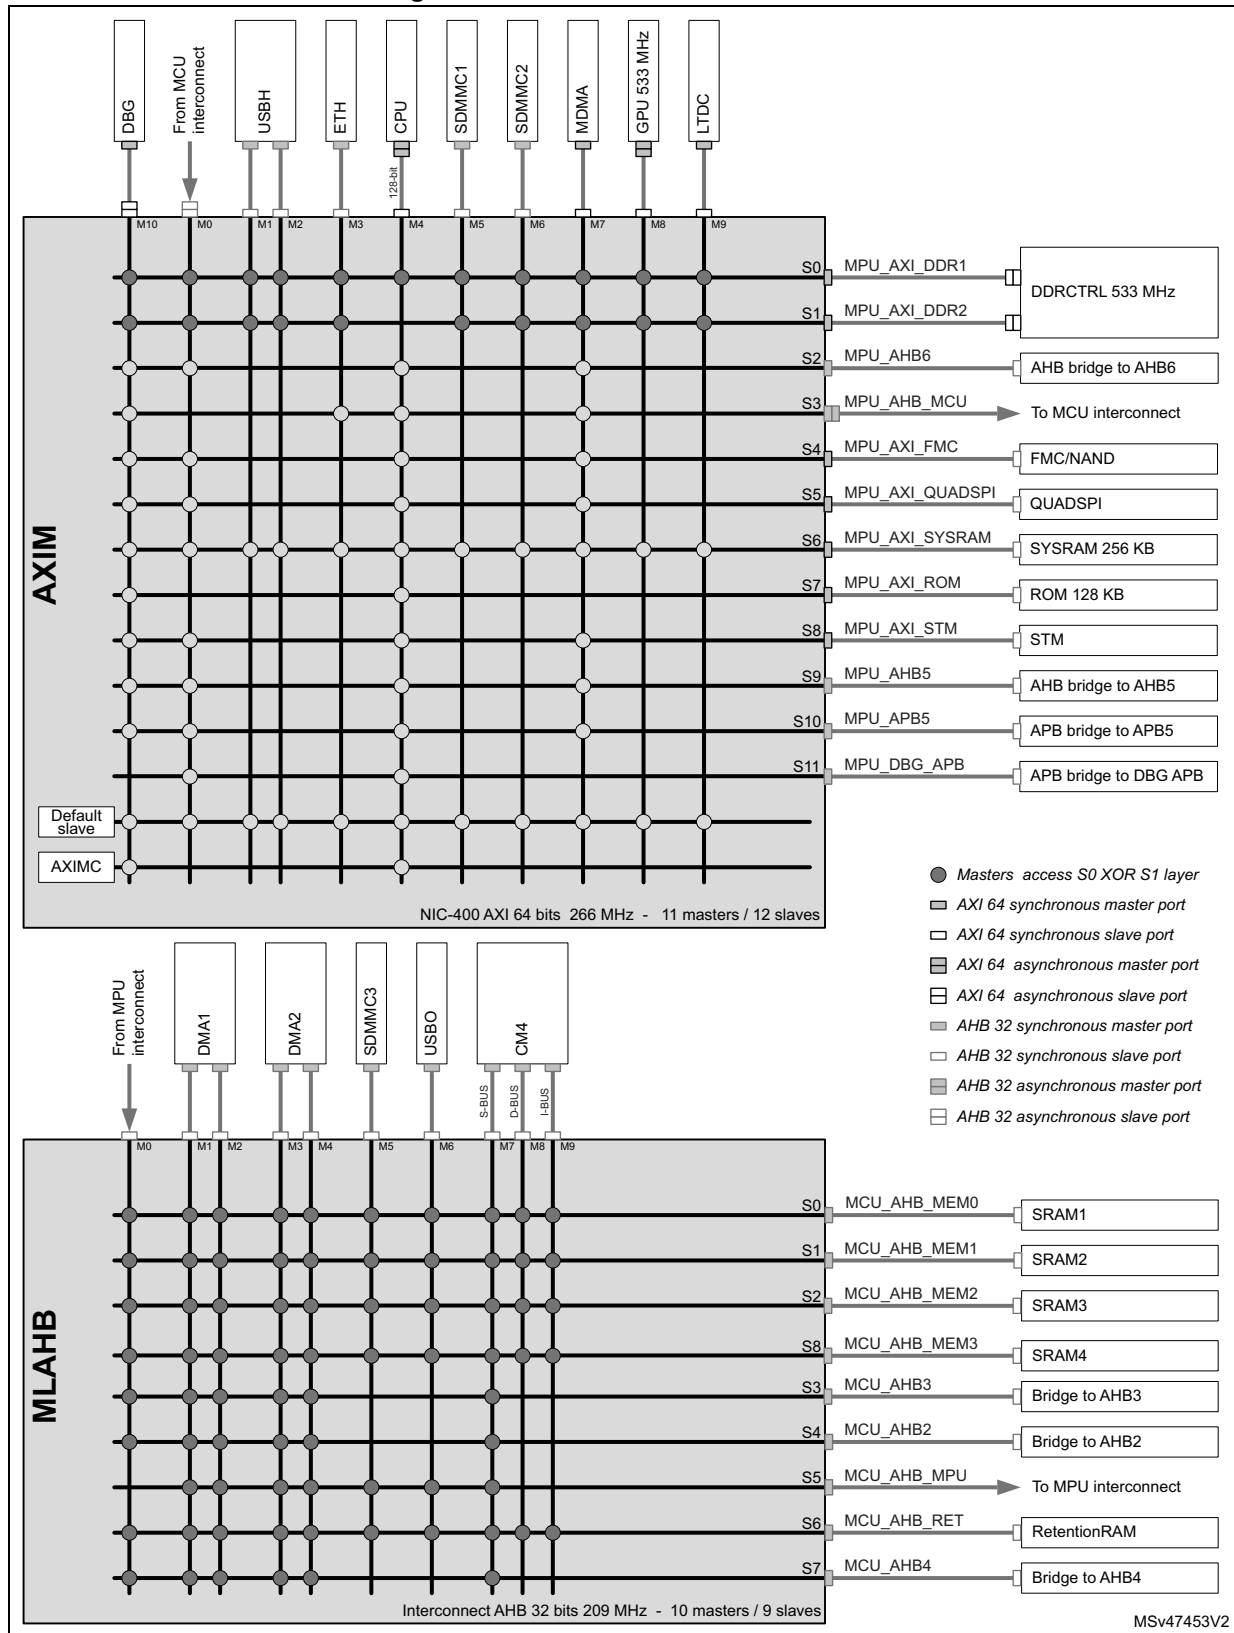 DBG
From MCU
interconnect
USBH
ETH
CPU
SDMMC1
SDMMC2
MDMA
GPU 533 MHz
LTDC
128-bit
M10
M0
M1
M2
M3
M4
M5
M6
M7
M8
M9
AXIM
S0 MPU_AXI_DDR1
DDRCTRL 533 MHz
S1 MPU_AXI_DDR2
S2 MPU_AHB6 AHB bridge to AHB6
S3 MPU_AHB_MCU To MCU interconnect
S4 MPU_AXI_FMC FMC/NAND
S5 MPU_AXI_QUADSPI QUADSPI
S6 MPU_AXI_SYSRAM SYSRAM 256 KB
S7 MPU_AXI_ROM ROM 128 KB
S8 MPU_AXI_STM STM
S9 MPU_AHB5 AHB bridge to AHB5
S10 MPU_APB5 APB bridge to APB5
S11 MPU_DBG_APB APB bridge to DBG APB
Default
slave
AXIMC
NIC-400 AXI 64 bits 266 MHz - 11 masters / 12 slaves
Masters access S0 XOR S1 layer
AXI 64 synchronous master port
AXI 64 synchronous slave port
AXI 64 asynchronous master port
AXI 64 asynchronous slave port
AHB 32 synchronous master port
AHB 32 synchronous slave port
AHB 32 asynchronous master port
AHB 32 asynchronous slave port
From MPU
interconnect
DMA1
DMA2
SDMMC3
USBO
CM4
S-BUS
D-BUS
I-BUS
M0
M1
M2
M3
M4
M5
M6
M7
M8
M9
MLAHB
S0 MCU_AHB_MEM0 SRAM1
S1 MCU_AHB_MEM1 SRAM2
S2 MCU_AHB_MEM2 SRAM3
S8 MCU_AHB_MEM3 SRAM4
S3 MCU_AHB3 Bridge to AHB3
S4 MCU_AHB2 Bridge to AHB2
S5 MCU_AHB_MPU To MPU interconnect
S6 MCU_AHB_RET RetentionRAM
S7 MCU_AHB4 Bridge to AHB4
Interconnect AHB 32 bits 209 MHz - 10 masters / 9 slaves
MSv47453V2